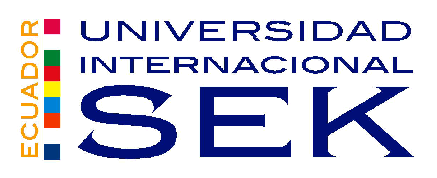 ECUADOR
UNIVERSIDAD
INTERNACIONAL
SEK